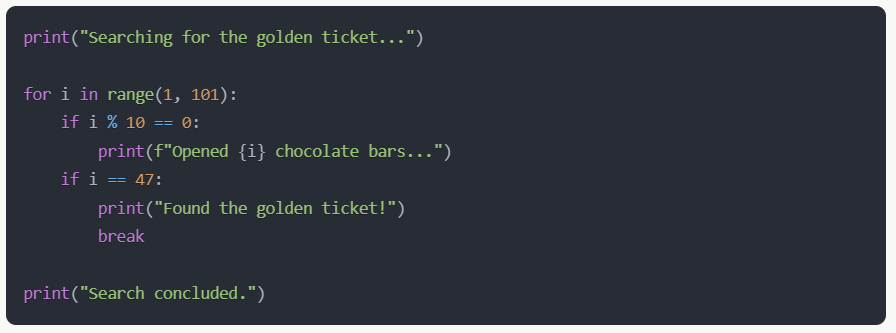 print("Searching for the golden ticket...")
for i in range(1, 101):
    if i % 10 == 0:
        print(f"Opened {i} chocolate bars...")
    if i == 47:
        print("Found the golden ticket!")
        break
print("Search concluded.")